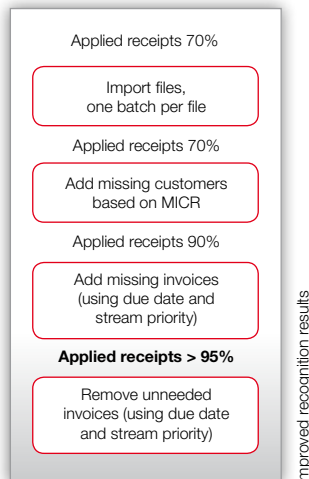 Applied receipts 70%
Import files,
one batch per file
Applied receipts 70%
Add missing customers
based on MICR
Applied receipts 90%
Add missing invoices
(using due date and
stream priority)
Applied receipts > 95%
Remove unneeded
invoices (using due date
and stream priority)
mproved recognition results